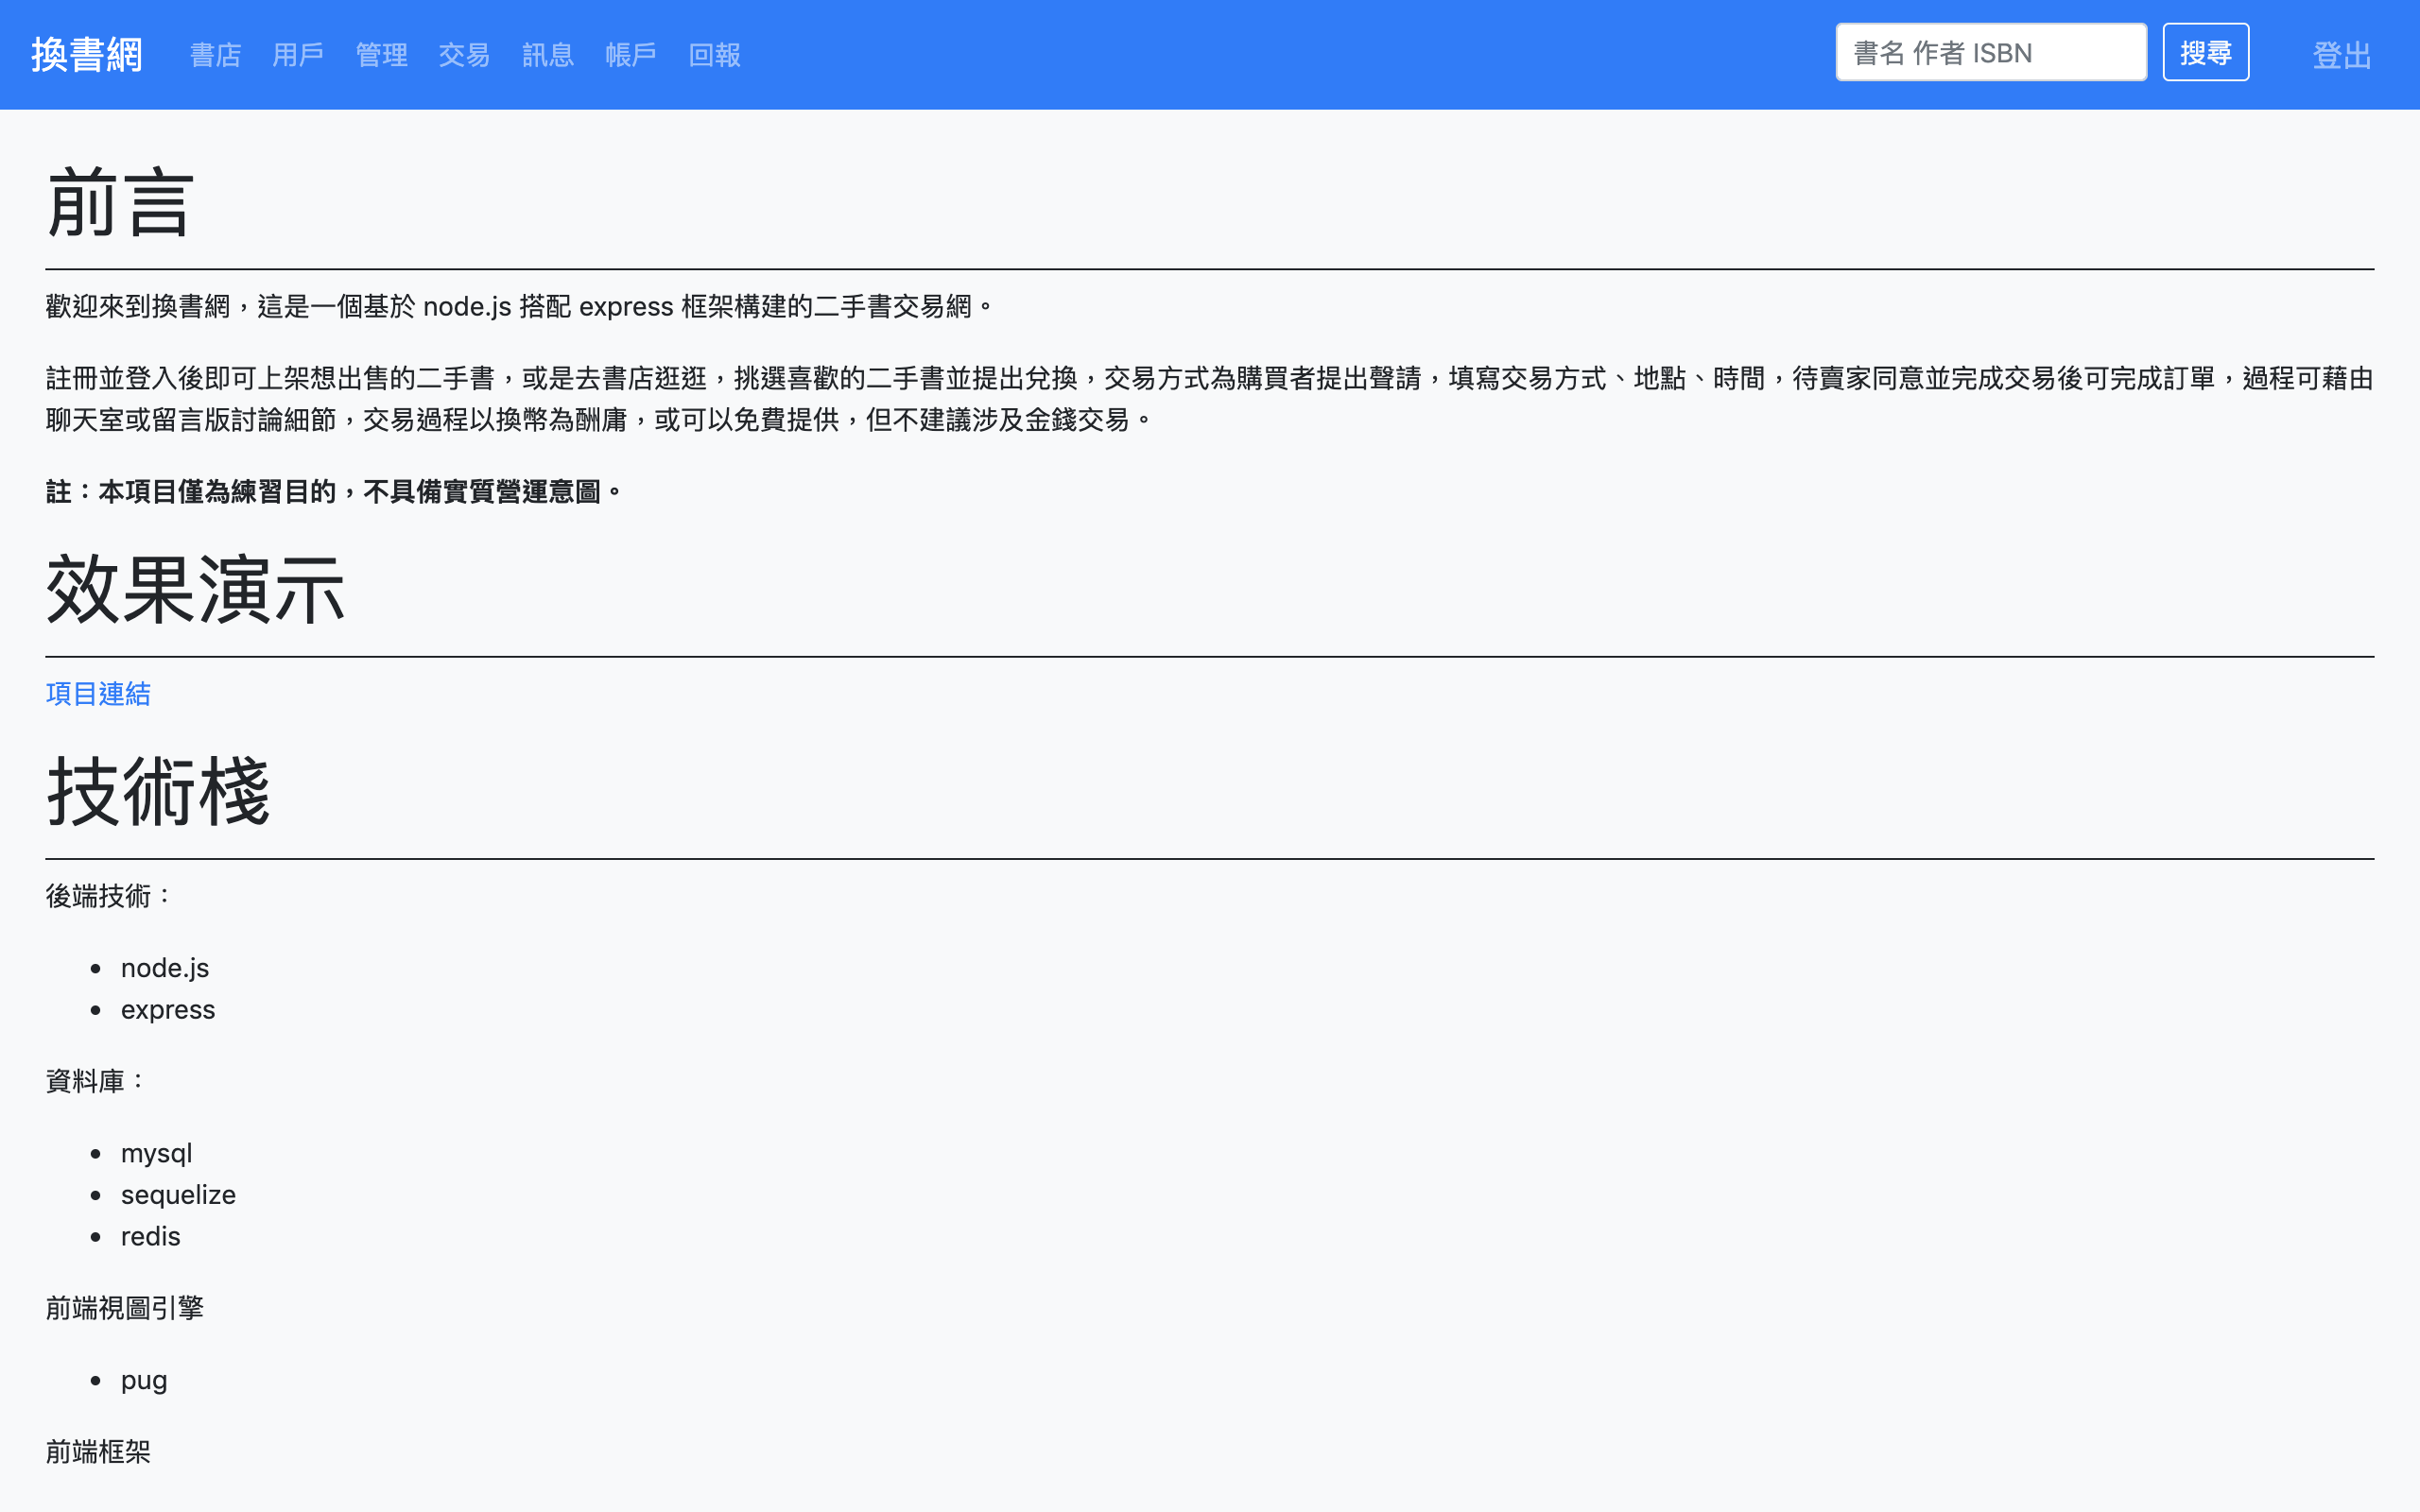 換書網 書店 用戶 管理 交易 訊息 帳戶 回報 書名 作者 ISBN 搜尋 登出
前言
歡迎來到換書網，這是一個基於 node.js 搭配 express 框架構建的二手書交易網。
註冊並登入後即可上架想出售的二手書，或是去書店逛逛，挑選喜歡的二手書並提出兌換，交易方式為購買者提出聲請，填寫交易方式、地點、時間，待賣家同意並完成交易後可完成訂單，過程可藉由
聊天室或留言版討論細節，交易過程以換幣為酬庸，或可以免費提供，但不建議涉及金錢交易。
註：本項目僅為練習目的，不具備實質營運意圖。
效果演示
項目連結
技術棧
後端技術：
node.js
express
資料庫：
mysql
sequelize
redis
前端視圖引擎
pug
前端框架